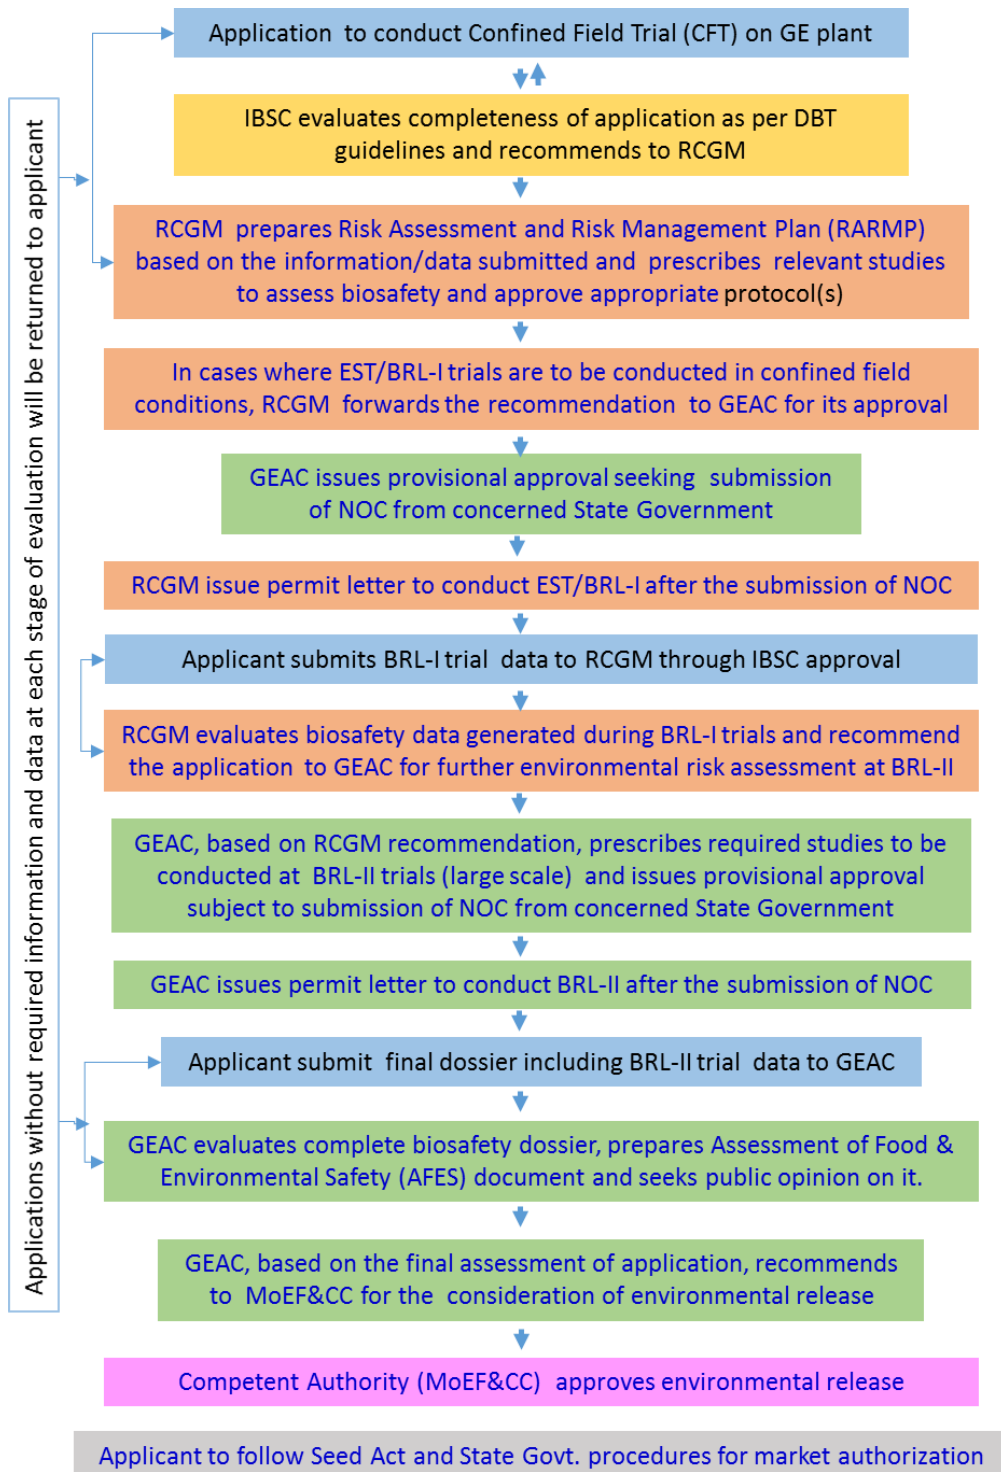 Application to conduct Confined Field Trial (CFT) on GE plant
IBSC evaluates completeness of application as per DBT
guidelines and recommends to RCGM
RCGM prepares Risk Assessment and Risk Management Plan (RARMP)
based on the information/data submitted and prescribes relevant studies
to assess biosafety and approve appropriate protocol(s)
In cases where EST/BRL-I trials are to be conducted in confined field
conditions, RCGM forwards the recommendation to GEAC for its approval
GEAC issues provisional approval seeking submission
of NOC from concerned State Government
RCGM issue permit letter to conduct EST/BRL-I after the submission of NOC
Applicant submits BRL-I trial data to RCGM through IBSC approval
RCGM evaluates biosafety data generated during BRL-I trials and recommend
the application to GEAC for further environmental risk assessment at BRL-II
GEAC, based on RCGM recommendation, prescribes required studies to be
conducted at BRL-II trials (large scale) and issues provisional approval
subject to submission of NOC from concerned State Government
GEAC issues permit letter to conduct BRL-II after the submission of NOC
Applicant submit final dossier including BRL-II trial data to GEAC
GEAC evaluates complete biosafety dossier, prepares Assessment of Food &
Environmental Safety (AFES) document and seeks public opinion on it.
GEAC, based on the final assessment of application, recommends
to MoEF&CC for the consideration of environmental release
Competent Authority (MoEF&CC) approves environmental release
Applicant to follow Seed Act and State Govt. procedures for market authorization
Applications without required information and data at each stage of evaluation will be returned to applicant